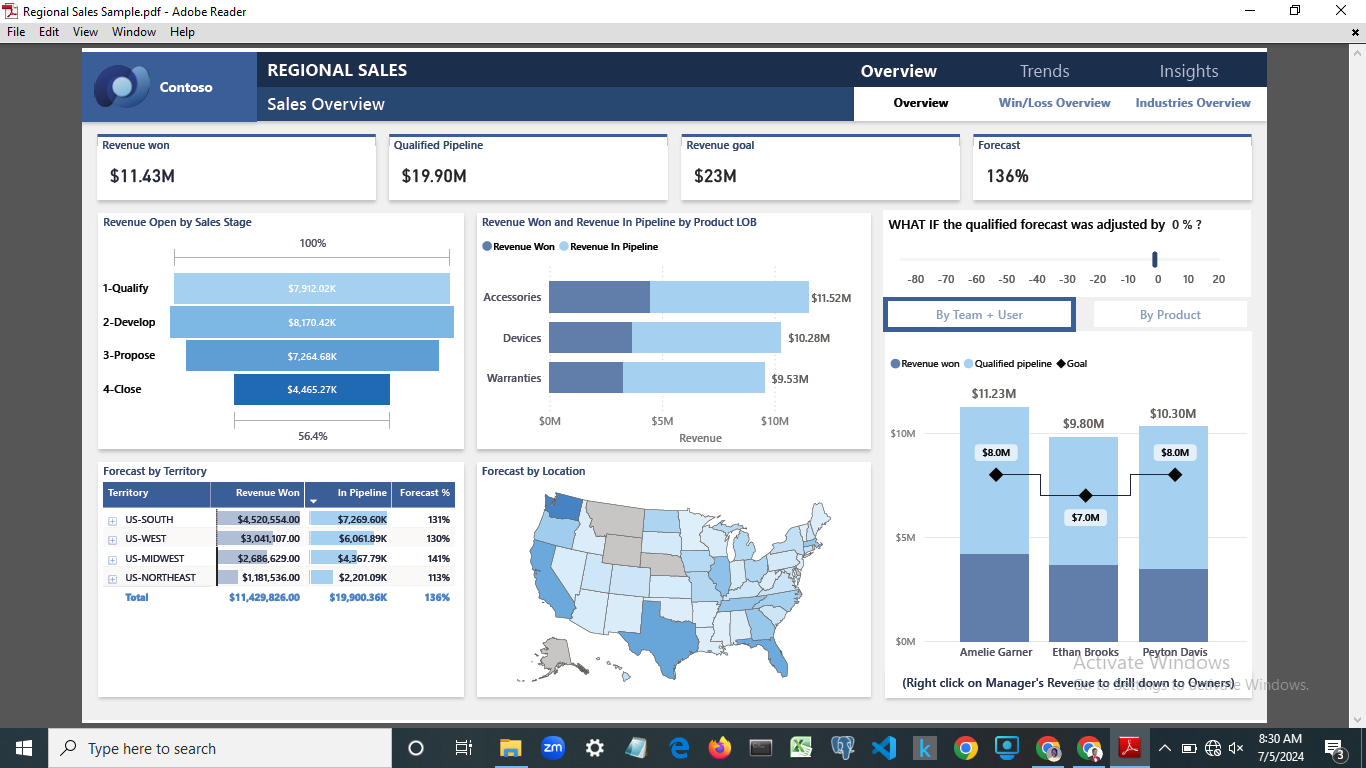 Regional Sales Sample.pdf - Adobe Reader
File Edit View Window Help
Contoso
REGIONAL SALES
Sales Overview
Overview Trends Insights
Overview Win/Loss Overview Industries Overview
Revenue won
$11.43M
Qualified Pipeline
$19.90M
Revenue goal
$23M
Forecast
136%
Revenue Open by Sales Stage
100%
1-Qualify $7,912.02K
2-Develop $8,170.42K
3-Propose $7,264.68K
4-Close $4,465.27K
56.4%
Revenue Won and Revenue In Pipeline by Product LOB
Revenue Won Revenue In Pipeline
Accessories $11.52M
Devices $10.28M
Warranties $9.53M
$0M $5M $10M
Revenue
WHAT IF the qualified forecast was adjusted by 0 % ?
-80 -70 -60 -50 -40 -30 -20 -10 0 10 20
By Team + User By Product
Revenue won Qualified pipeline Goal
$11.23M $9.80M $10.30M
$10M
$8.0M $7.0M $8.0M
$5M
$0M
Amelie Garner Ethan Brooks Peyton Davis
(Right click on Manager's Revenue to drill down to Owners)
Forecast by Territory
Territory Revenue Won In Pipeline Forecast %
US-SOUTH $4,520,554.00 $7,269.60K 131%
US-WEST $3,041,107.00 $6,061.89K 130%
US-MIDWEST $2,686,629.00 $4,367.79K 141%
US-NORTHEAST $1,181,536.00 $2,201.09K 113%
Total $11,429,826.00 $19,900.36K 136%
Forecast by Location
Activate Windows
Go to Settings to activate Windows.
Type here to search
zm
k
8:30 AM
7/5/2024
3